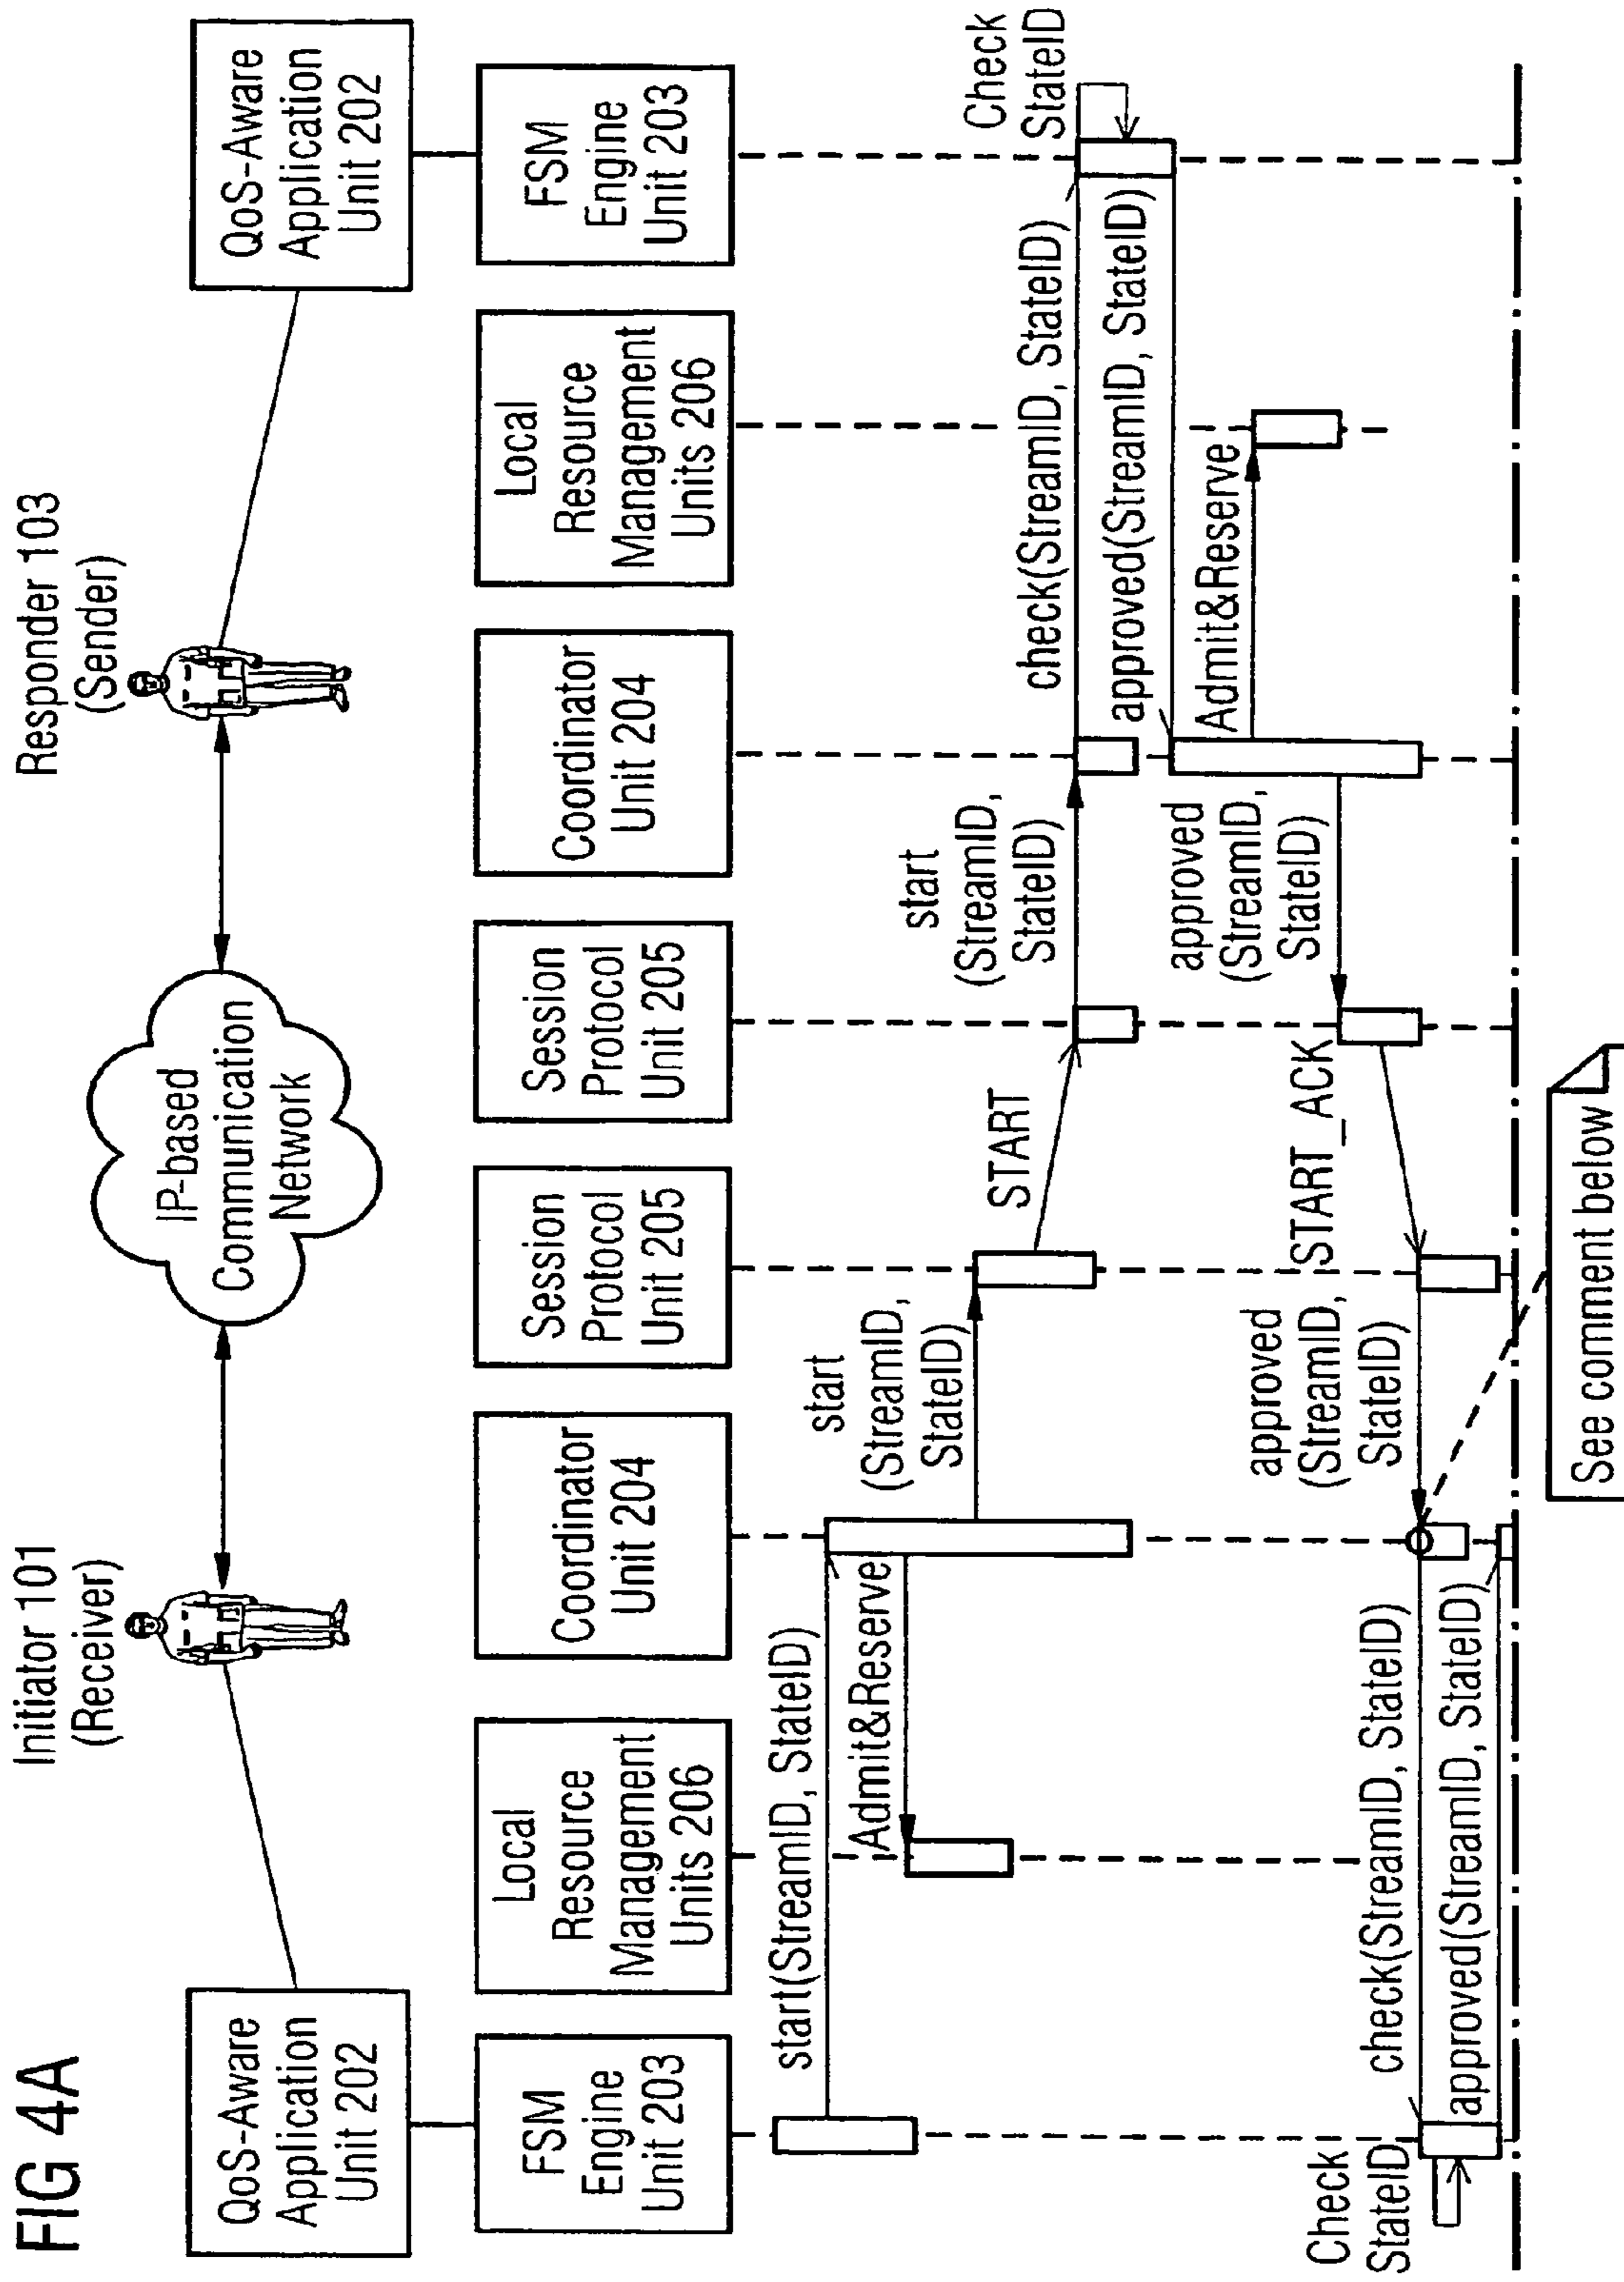 FIG 4A
Initiator 101
(Receiver)
Responder 103
(Sender)
IP-based
Communication
Network
QoS-Aware
Application
Unit 202
QoS-Aware
Application
Unit 202
FSM
Engine
Unit 203
Local
Resource
Management
Units 206
Coordinator
Unit 204
Session
Protocol
Unit 205
Session
Protocol
Unit 205
Coordinator
Unit 204
Local
Resource
Management
Units 206
FSM
Engine
Unit 203
start(StreamID, StateID)
Admit&Reserve
start
(StreamID,
StateID)
START
start
(StreamID,
StateID)
check(StreamID, StateID)
Check
StateID
approved(StreamID, StateID)
Admit&Reserve
approved
(StreamID,
StateID)
START_ACK
approved
(StreamID,
StateID)
check(StreamID, StateID)
Check
StateID
approved(StreamID, StateID)
See comment below